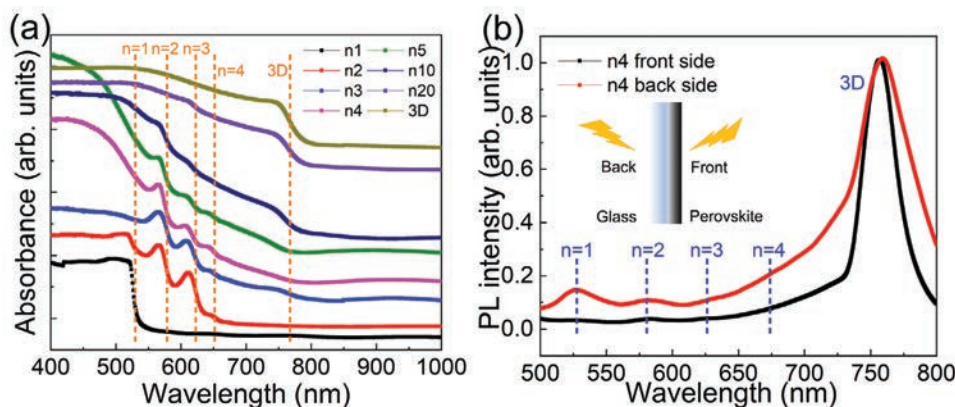 (a)
n=1 n=2 n=3 n=4 3D
n1 n5
n2 n10
n3 n20
n4 3D
Absorbance (arb. units)
400 500 600 700 800 900 1000
Wavelength (nm)
(b)
n4 front side
n4 back side
3D
Back Front
Glass Perovskite
n=1 n=2 n=3 n=4
PL intensity (arb. units)
1.0
0.8
0.6
0.4
0.2
0.0
500 550 600 650 700 750 800
Wavelength (nm)